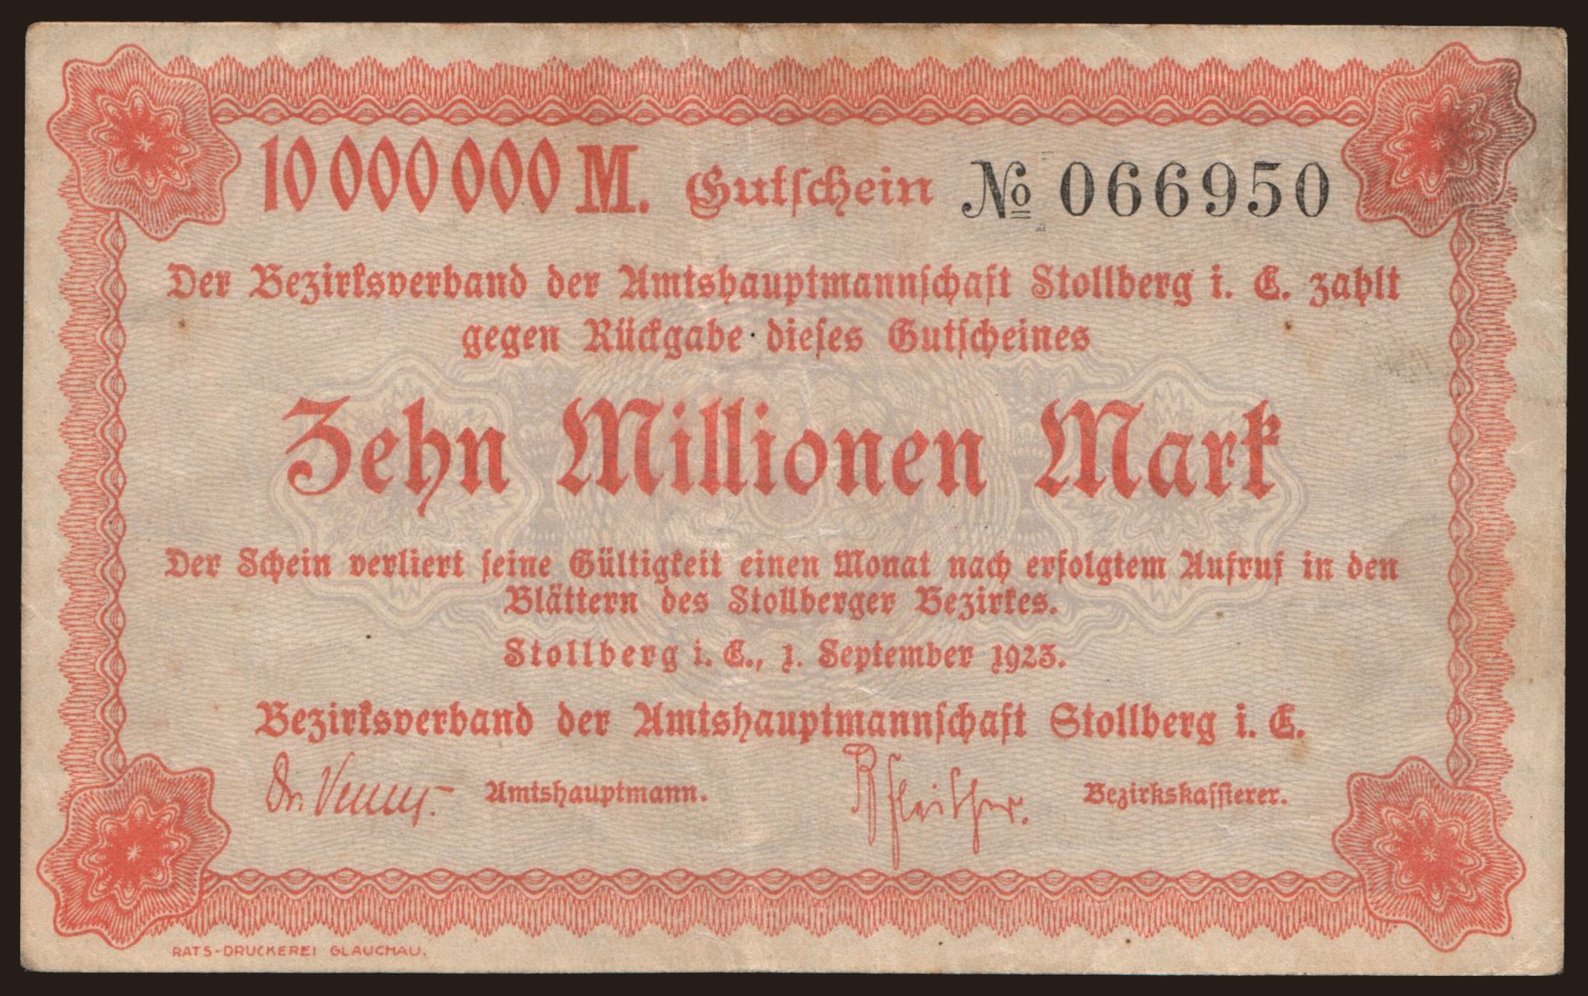 10 000 000 M. Gutschein № 066950
Der Bezirksverband der Amtshauptmannschaft Stollberg i. E. zahlt
gegen Rückgabe dieses Gutscheines
Zehn Millionen Mark
Der Schein verliert seine Gültigkeit einen Monat nach erfolgtem Aufruf in den
Blättern des Stollberger Bezirkes.
Stollberg i. E., 1. September 1923.
Bezirksverband der Amtshauptmannschaft Stollberg i. E.
Amtshauptmann. Bezirkskassierer.
RATS-DRUCKEREI GLAUCHAU.